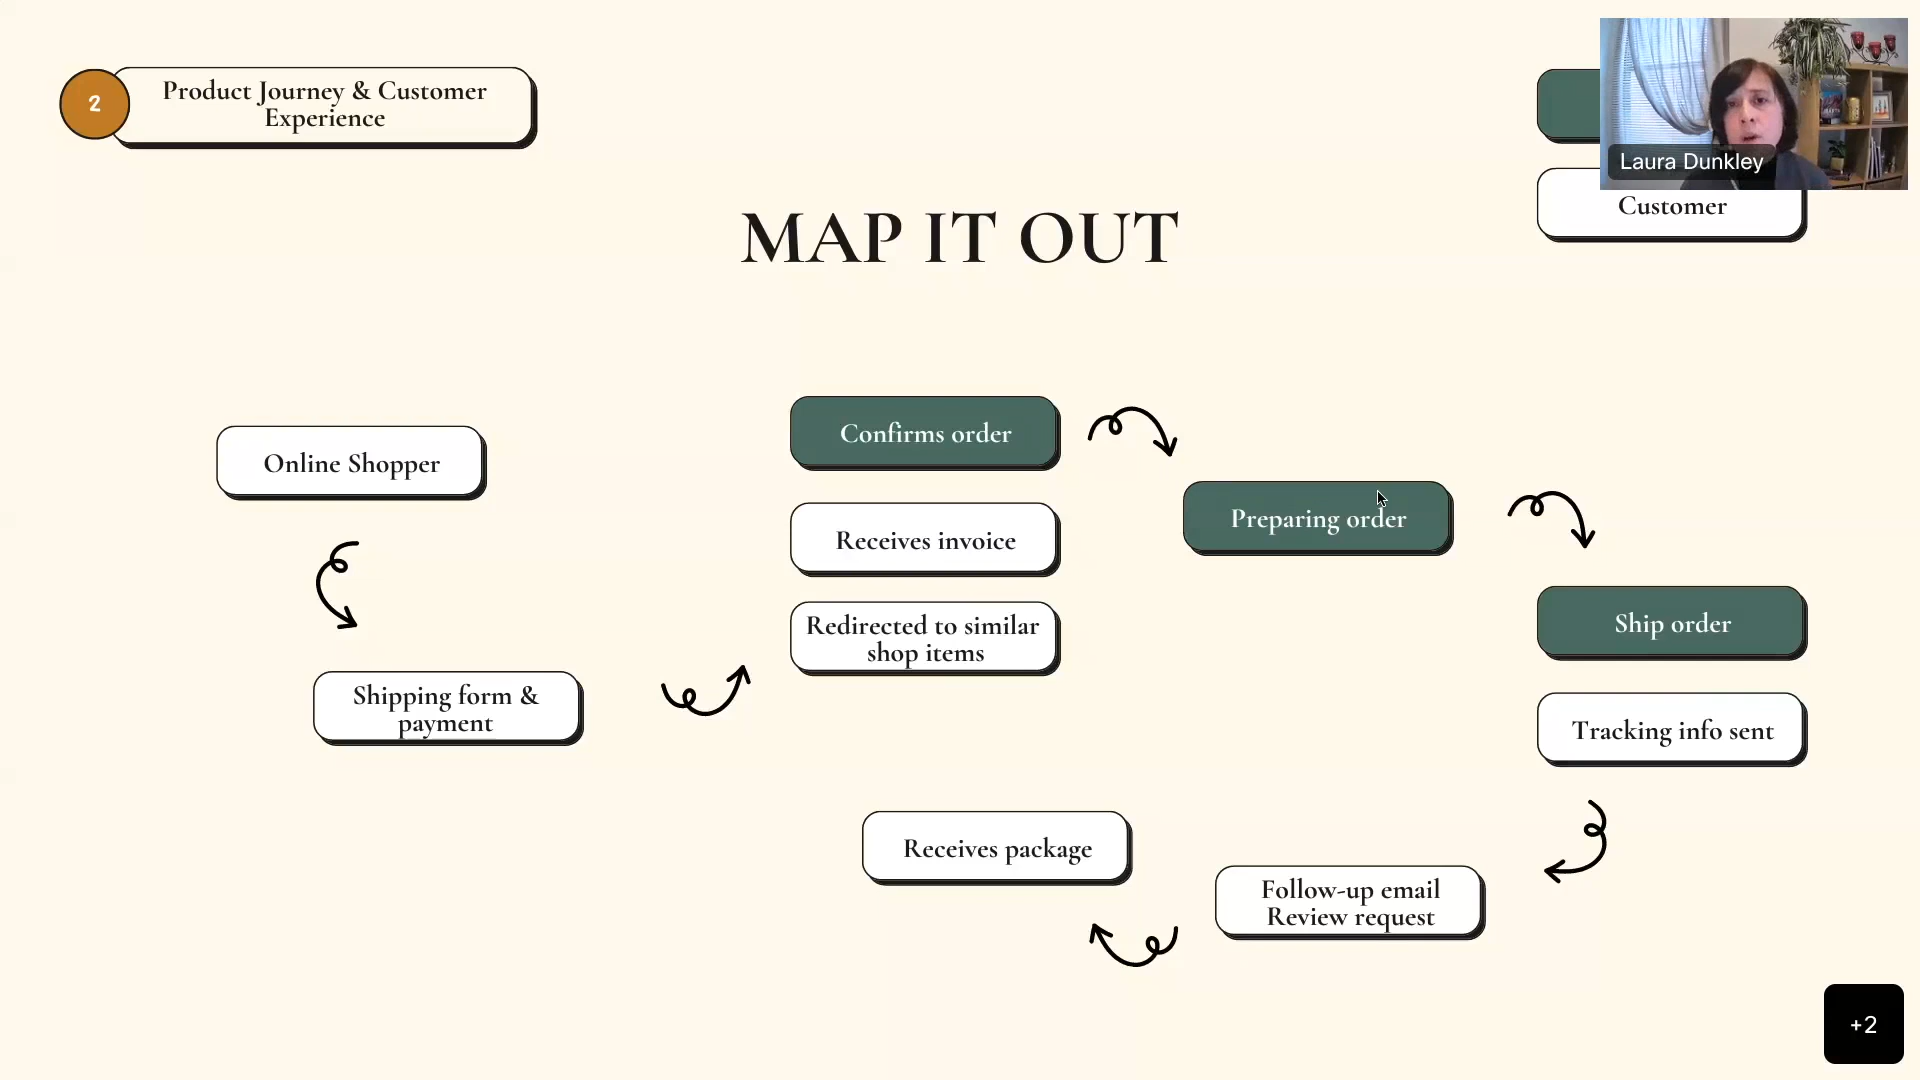 2
Product Journey & Customer
Experience
Laura Dunkley
Customer
MAP IT OUT
Online Shopper
Shipping form &
payment
Confirms order
Receives invoice
Redirected to similar
shop items
Preparing order
Ship order
Tracking info sent
Follow-up email
Review request
Receives package
+2